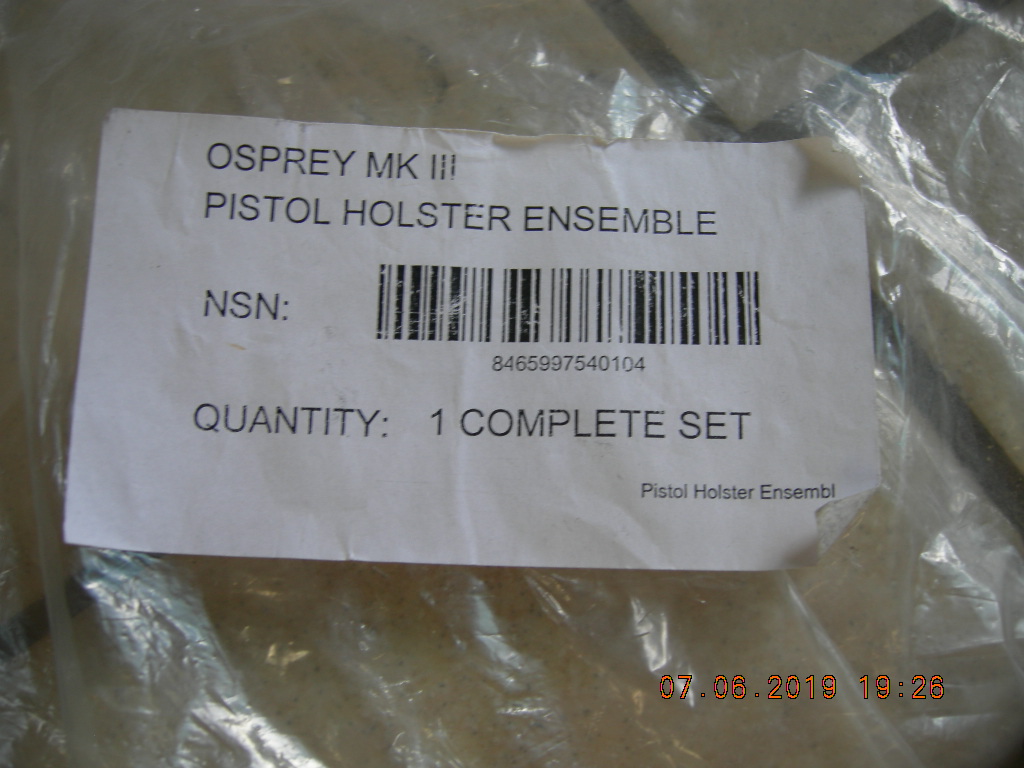 OSPREY MK III
PISTOL HOLSTER ENSEMBLE
NSN:
8465997540104
QUANTITY: 1 COMPLETE SET
Pistol Holster Ensembl
07.06.2019 19:26